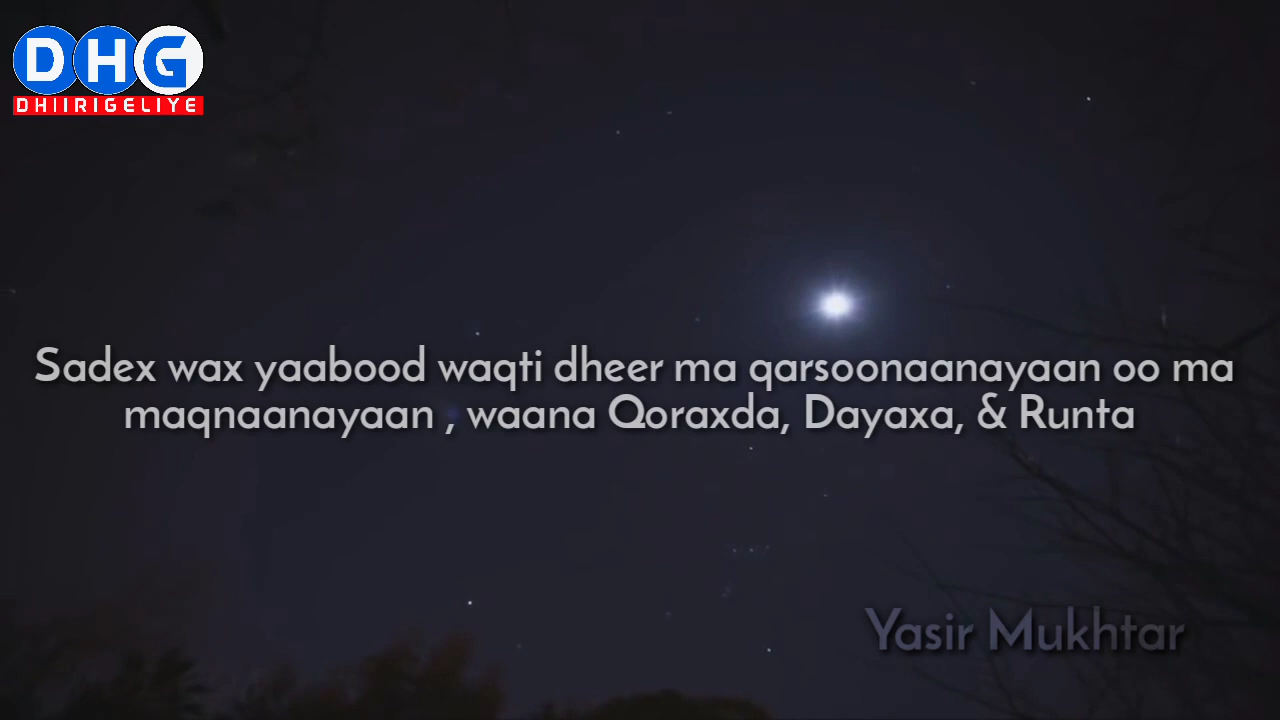 DHG
DHIIRIGELIYE
Sadex wax yaabood waqti dheer ma qarsoonaanayaan oo ma
maqnaanayaan , waana Qoraxda, Dayaxa, & Runta
Yasir Mukhtar